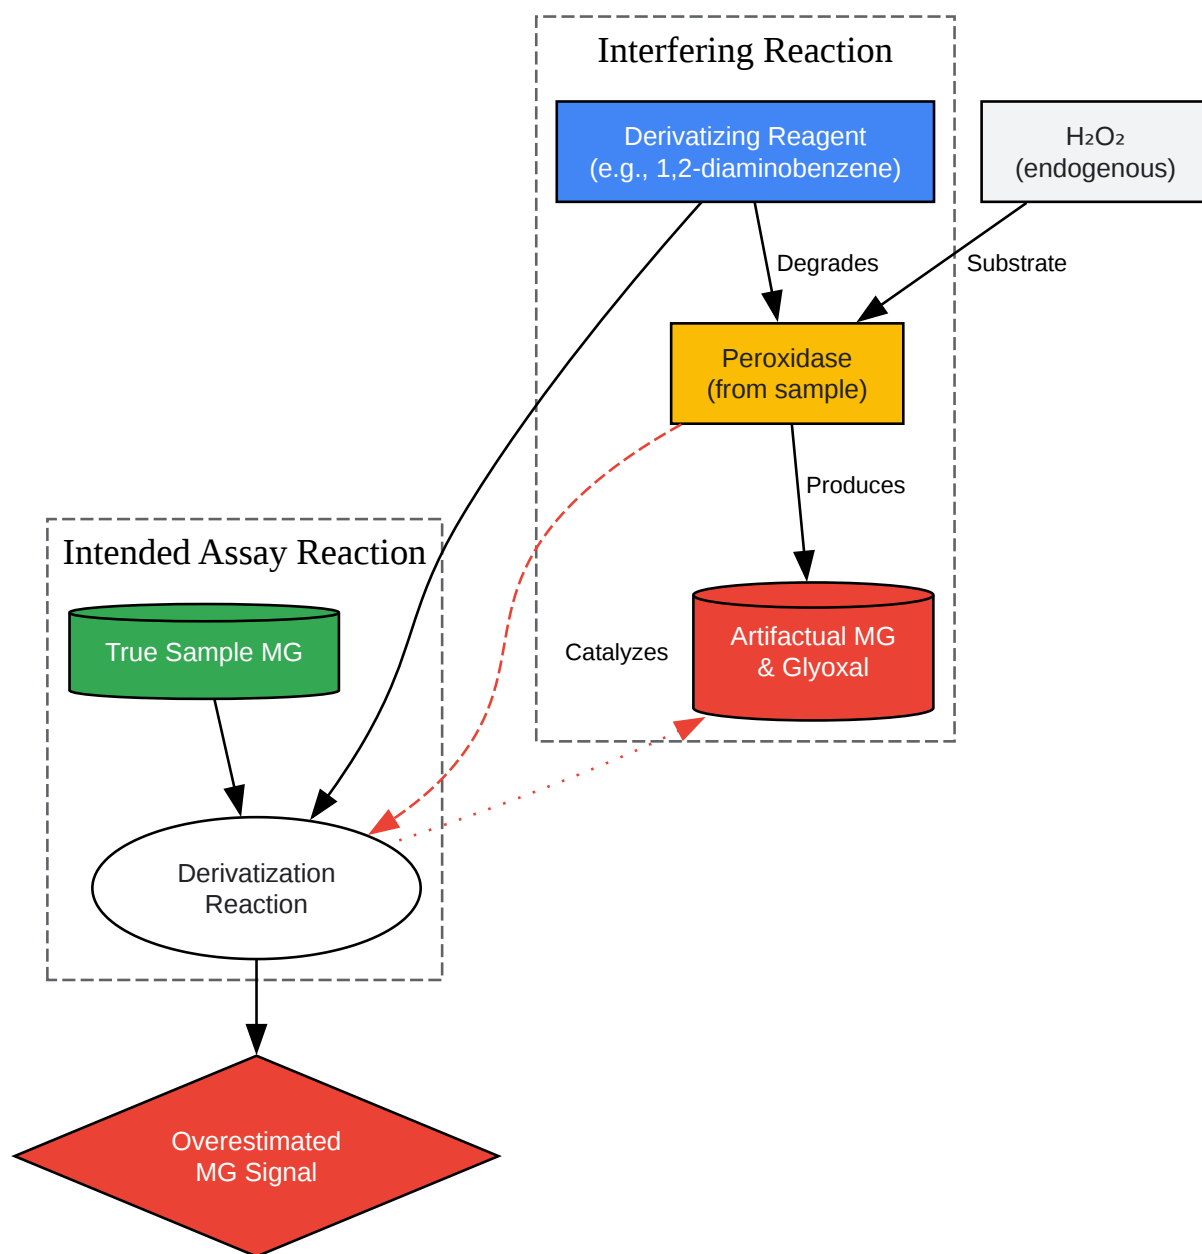 Interfering Reaction
Derivatizing Reagent
(e.g., 1,2-diaminobenzene)
H₂O₂
(endogenous)
Degrades
Substrate
Peroxidase
(from sample)
Produces
Intended Assay Reaction
True Sample MG
Catalyzes
Artifactual MG
& Glyoxal
Derivatization
Reaction
Overestimated
MG Signal